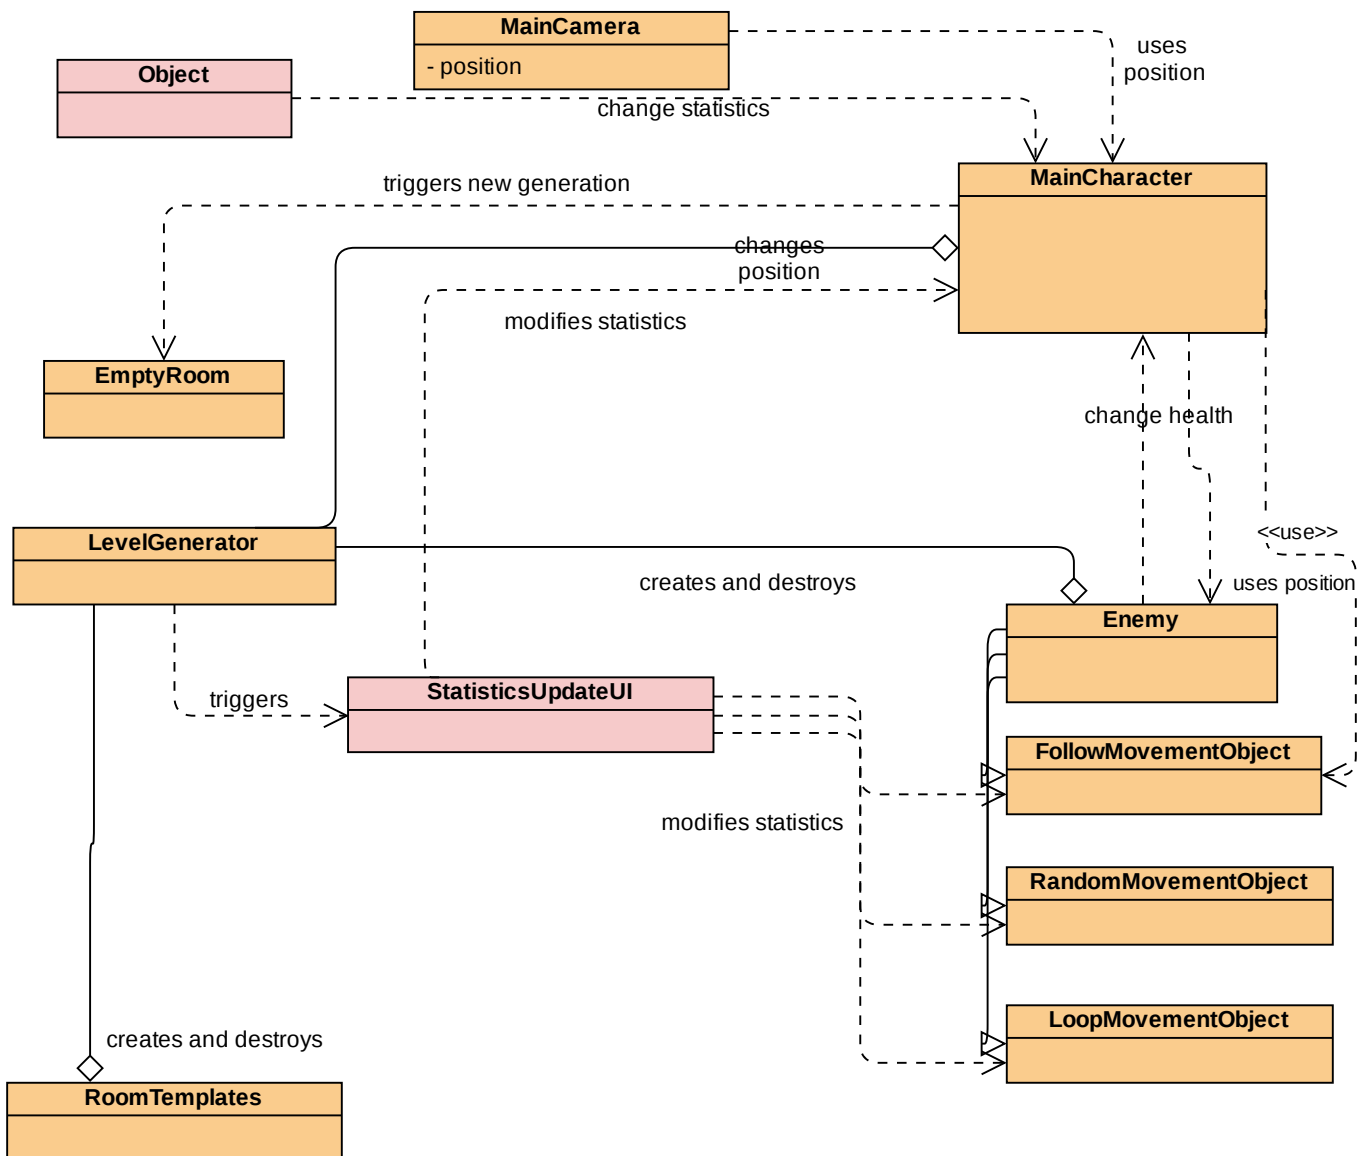 MainCamera
- position
uses
position
Object
change statistics
MainCharacter
triggers new generation
changes
position
modifies statistics
EmptyRoom
change health
LevelGenerator
<<use>>
creates and destroys
uses position
Enemy
StatisticsUpdateUI
triggers
FollowMovementObject
modifies statistics
RandomMovementObject
LoopMovementObject
creates and destroys
RoomTemplates